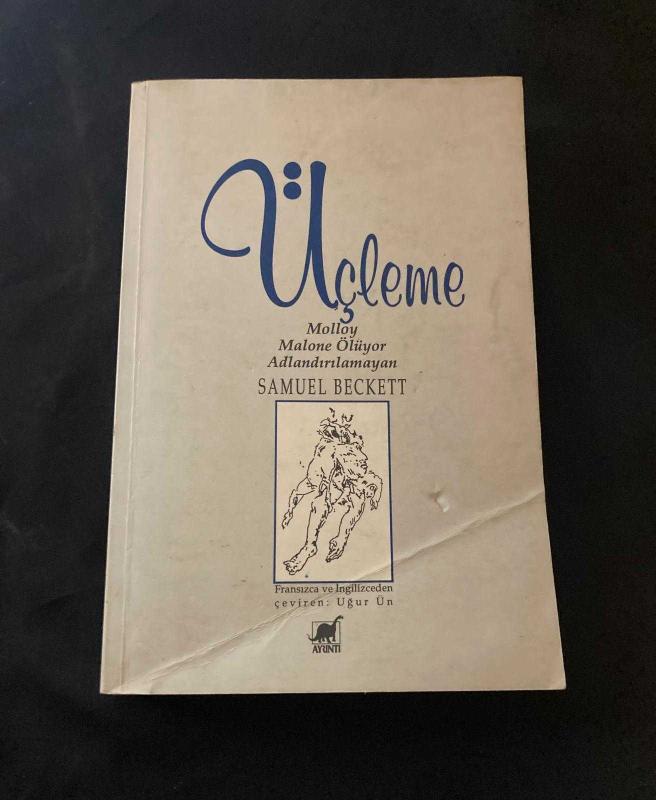 Üçleme
Molloy
Malone Ölüyor
Adlandırılamayan
SAMUEL BECKETT
Fransızca ve İngilizceden
çeviren: Uğur Ün
AYRINTI